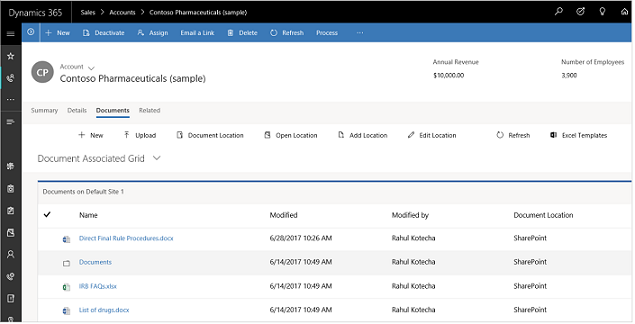 Dynamics 365 Sales > Accounts > Contoso Pharmaceuticals (sample)
+ New Deactivate Assign Email a Link Delete Refresh Process ...
CP Account
Contoso Pharmaceuticals (sample)
Annual Revenue Number of Employees
$10,000.00 3,900
Summary Details Documents Related
+ New Upload Document Location Open Location Add Location Edit Location Refresh Excel Templates
Document Associated Grid
Documents on Default Site 1
Name Modified Modified by Document Location
Direct Final Rule Procedures.docx 6/28/2017 10:26 AM Rahul Kotecha SharePoint
Documents 6/14/2017 10:49 AM Rahul Kotecha SharePoint
IRB FAQs.xlsx 6/14/2017 10:49 AM Rahul Kotecha SharePoint
List of drugs.docx 6/14/2017 10:49 AM Rahul Kotecha SharePoint